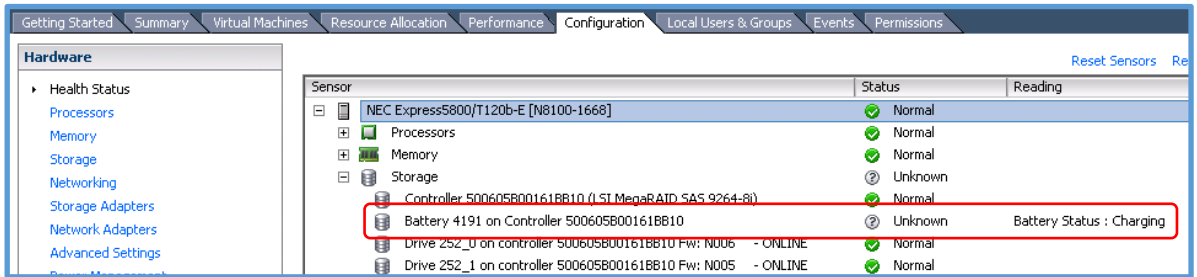 Getting Started Summary Virtual Machines Resource Allocation Performance Configuration Local Users & Groups Events Permissions
Hardware
Health Status
Processors
Memory
Storage
Networking
Storage Adapters
Network Adapters
Advanced Settings
Power Management
Reset Sensors Re
Sensor Status Reading
NEC Express5800/T120b-E [N8100-1668] Normal
Processors Normal
Memory Normal
Storage Unknown
Controller 500605B00161BB10 (LSI MegaRAID SAS 9264-8i) Normal
Battery 4191 on Controller 500605B00161BB10 Unknown Battery Status : Charging
Drive 252_0 on controller 500605B00161BB10 Fw: N006 - ONLINE Normal
Drive 252_1 on controller 500605B00161BB10 Fw: N005 - ONLINE Normal